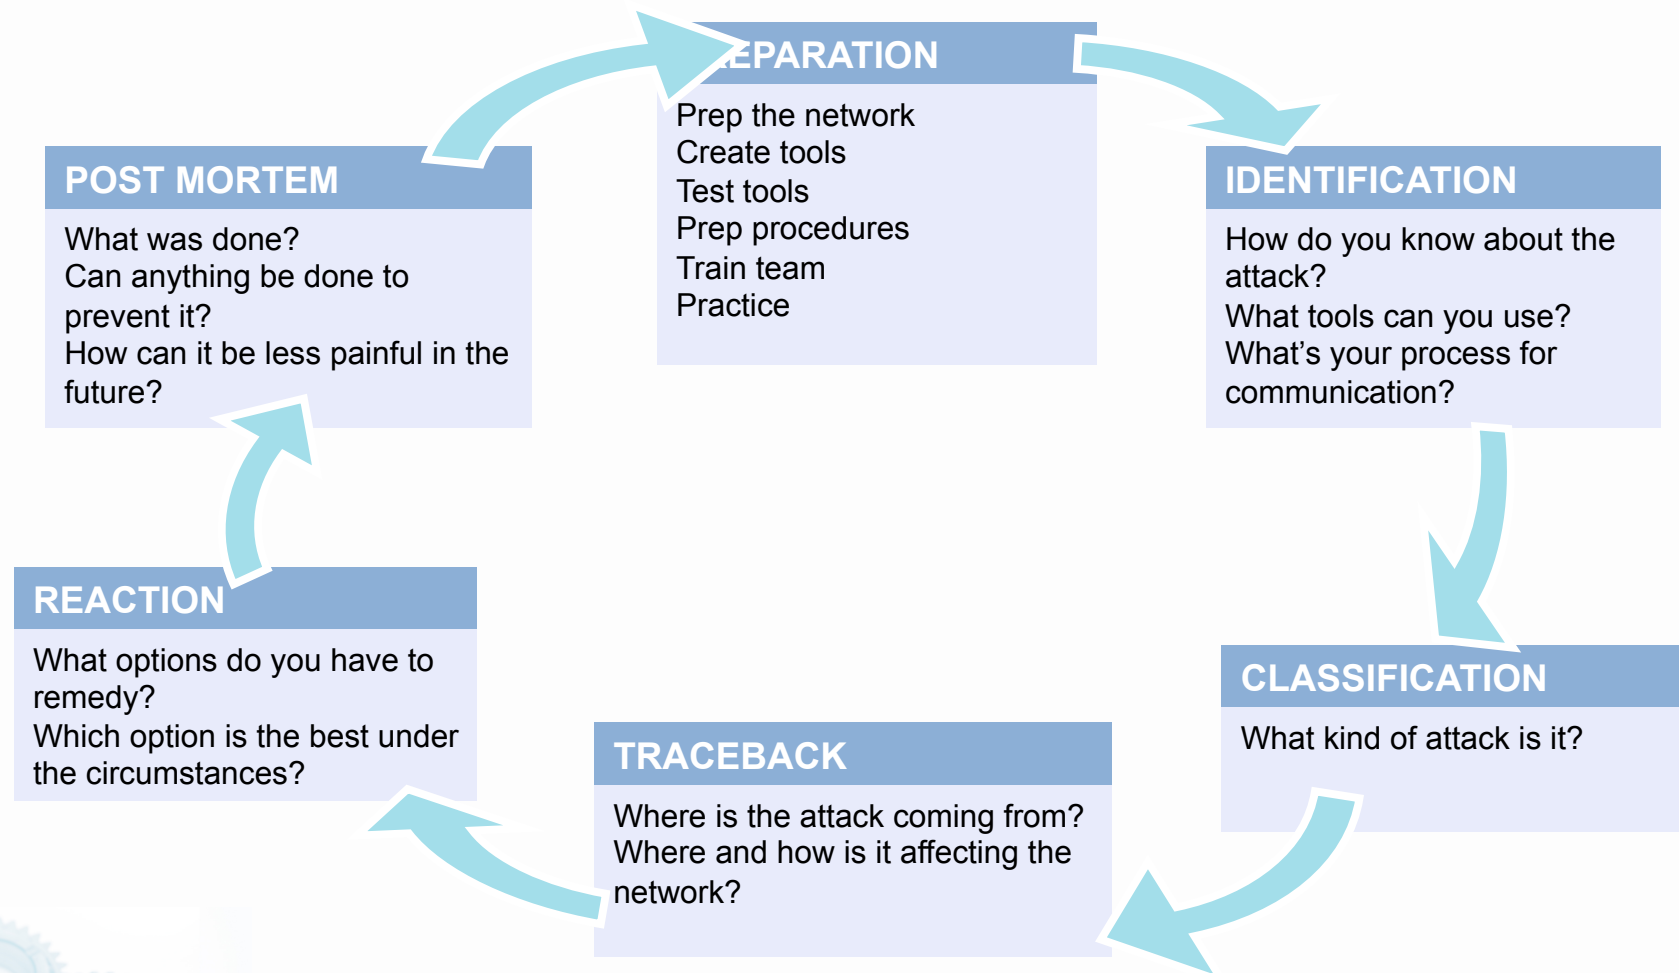 PREPARATION
Prep the network
Create tools
Test tools
Prep procedures
Train team
Practice
IDENTIFICATION
How do you know about the
attack?
What tools can you use?
What’s your process for
communication?
CLASSIFICATION
What kind of attack is it?
TRACEBACK
Where is the attack coming from?
Where and how is it affecting the
network?
REACTION
What options do you have to
remedy?
Which option is the best under
the circumstances?
POST MORTEM
What was done?
Can anything be done to
prevent it?
How can it be less painful in the
future?